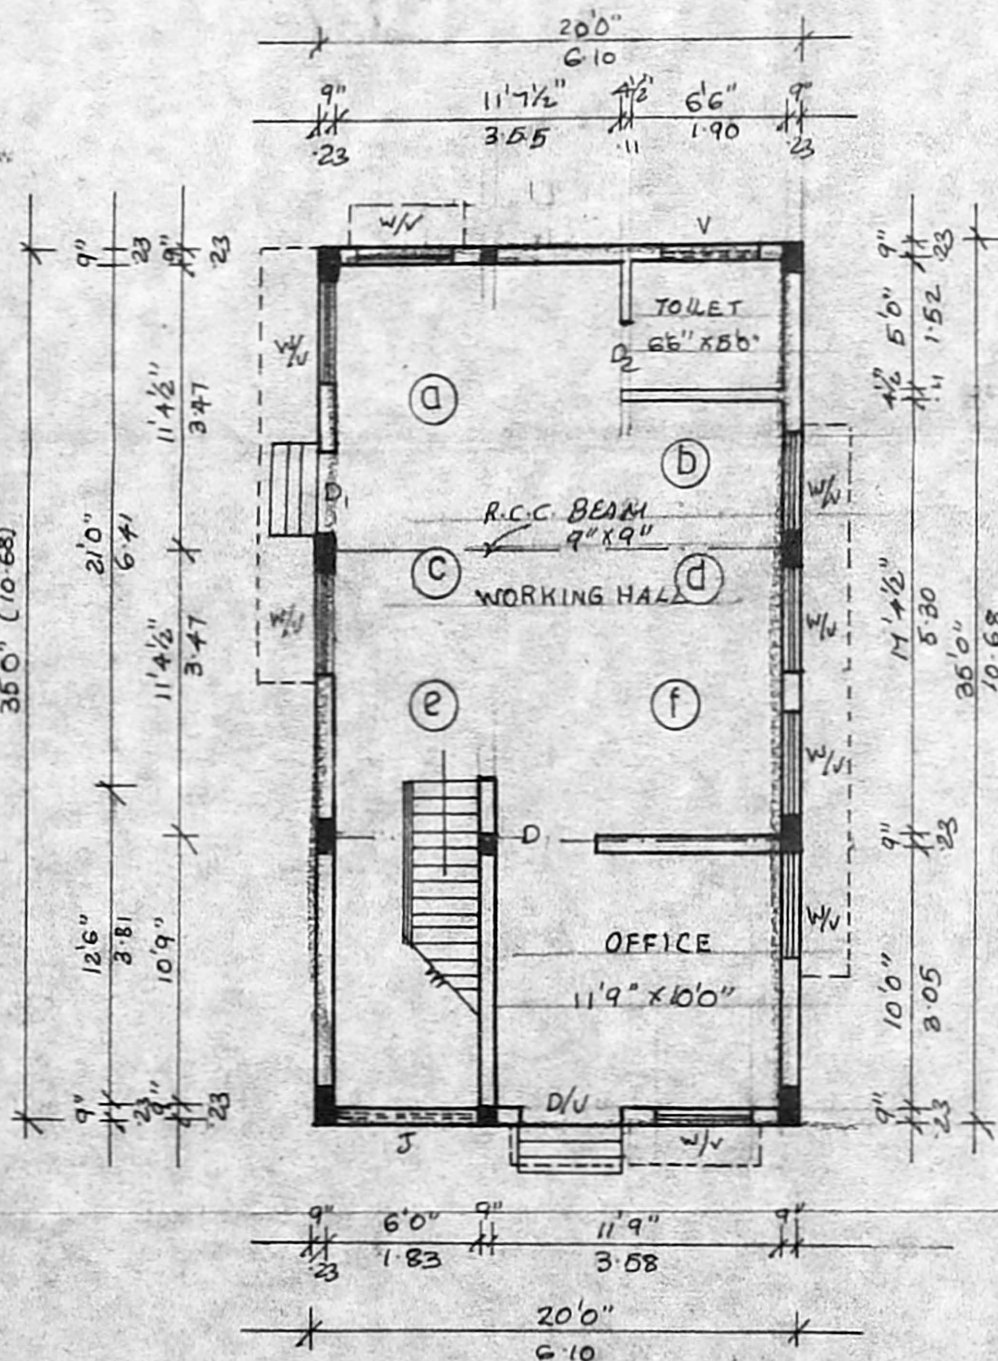 20'0"
6.10
9" 11'7½" 4½" 6'6" 9"
.23 3.55 .11 1.90 .23
W/V V
9" .23 9" .23
9" .23
TOILET
6'6" X 5'0"
D2
W/V
5'0" 1.52
4½" .11
11'4½" 3.47
a
b
W/V
D1
R.C.C. BEAM
9" X 9"
21'0" 6.41
35'0" (10.68)
c d
WORKING HALL
W/V W/V
5.30
35'0" 10.68
11'4½" 3.47
e f
W/V
D
9" .23
OFFICE
W/V
11'9" X 10'0"
12'6" 3.81 10'9"
10'0" 3.05
9" .23 9" .23
9" .23
D/V
J W/V
9" 6'0" 9" 11'9" 9"
.23 1.83 3.58
20'0"
6.10